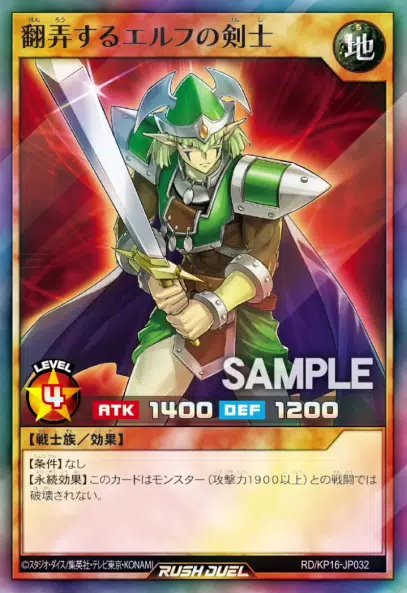 翻弄するエルフの剣士
地
SAMPLE
LEVEL
4
ATK 1400 DEF 1200
【戦士族/効果】
【条件】なし
【永続効果】このカードはモンスター(攻撃力1900以上)との戦闘では
破壊されない。
©スタジオ・ダイス/集英社・テレビ東京・KONAMI
RUSH DUEL
RD/KP16-JP032